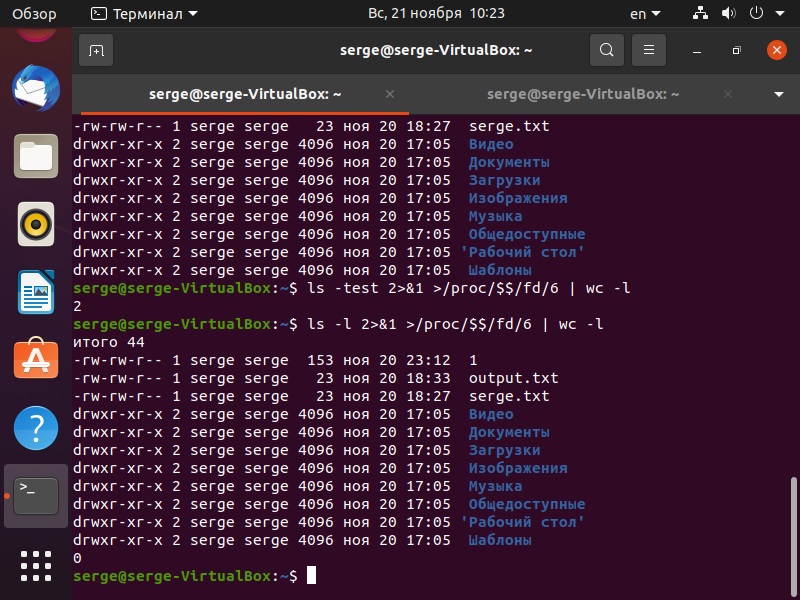 Обзор Терминал Вс, 21 ноября 10:23 en
serge@serge-VirtualBox: ~
serge@serge-VirtualBox: ~ × serge@serge-VirtualBox: ~ ×
-rw-rw-r-- 1 serge serge   23 ноя 20 18:27  serge.txt
drwxr-xr-x 2 serge serge 4096 ноя 20 17:05  Видео
drwxr-xr-x 2 serge serge 4096 ноя 20 17:05  Документы
drwxr-xr-x 2 serge serge 4096 ноя 20 17:05  Загрузки
drwxr-xr-x 2 serge serge 4096 ноя 20 17:05  Изображения
drwxr-xr-x 2 serge serge 4096 ноя 20 17:05  Музыка
drwxr-xr-x 2 serge serge 4096 ноя 20 17:05  Общедоступные
drwxr-xr-x 2 serge serge 4096 ноя 20 17:05 'Рабочий стол'
drwxr-xr-x 2 serge serge 4096 ноя 20 17:05  Шаблоны
serge@serge-VirtualBox:~$ ls -test 2>&1 >/proc/$$/fd/6 | wc -l
2
serge@serge-VirtualBox:~$ ls -l 2>&1 >/proc/$$/fd/6 | wc -l
итого 44
-rw-rw-r-- 1 serge serge  153 ноя 20 23:12  1
-rw-rw-r-- 1 serge serge   23 ноя 20 18:33  output.txt
-rw-rw-r-- 1 serge serge   23 ноя 20 18:27  serge.txt
drwxr-xr-x 2 serge serge 4096 ноя 20 17:05  Видео
drwxr-xr-x 2 serge serge 4096 ноя 20 17:05  Документы
drwxr-xr-x 2 serge serge 4096 ноя 20 17:05  Загрузки
drwxr-xr-x 2 serge serge 4096 ноя 20 17:05  Изображения
drwxr-xr-x 2 serge serge 4096 ноя 20 17:05  Музыка
drwxr-xr-x 2 serge serge 4096 ноя 20 17:05  Общедоступные
drwxr-xr-x 2 serge serge 4096 ноя 20 17:05 'Рабочий стол'
drwxr-xr-x 2 serge serge 4096 ноя 20 17:05  Шаблоны
0
serge@serge-VirtualBox:~$